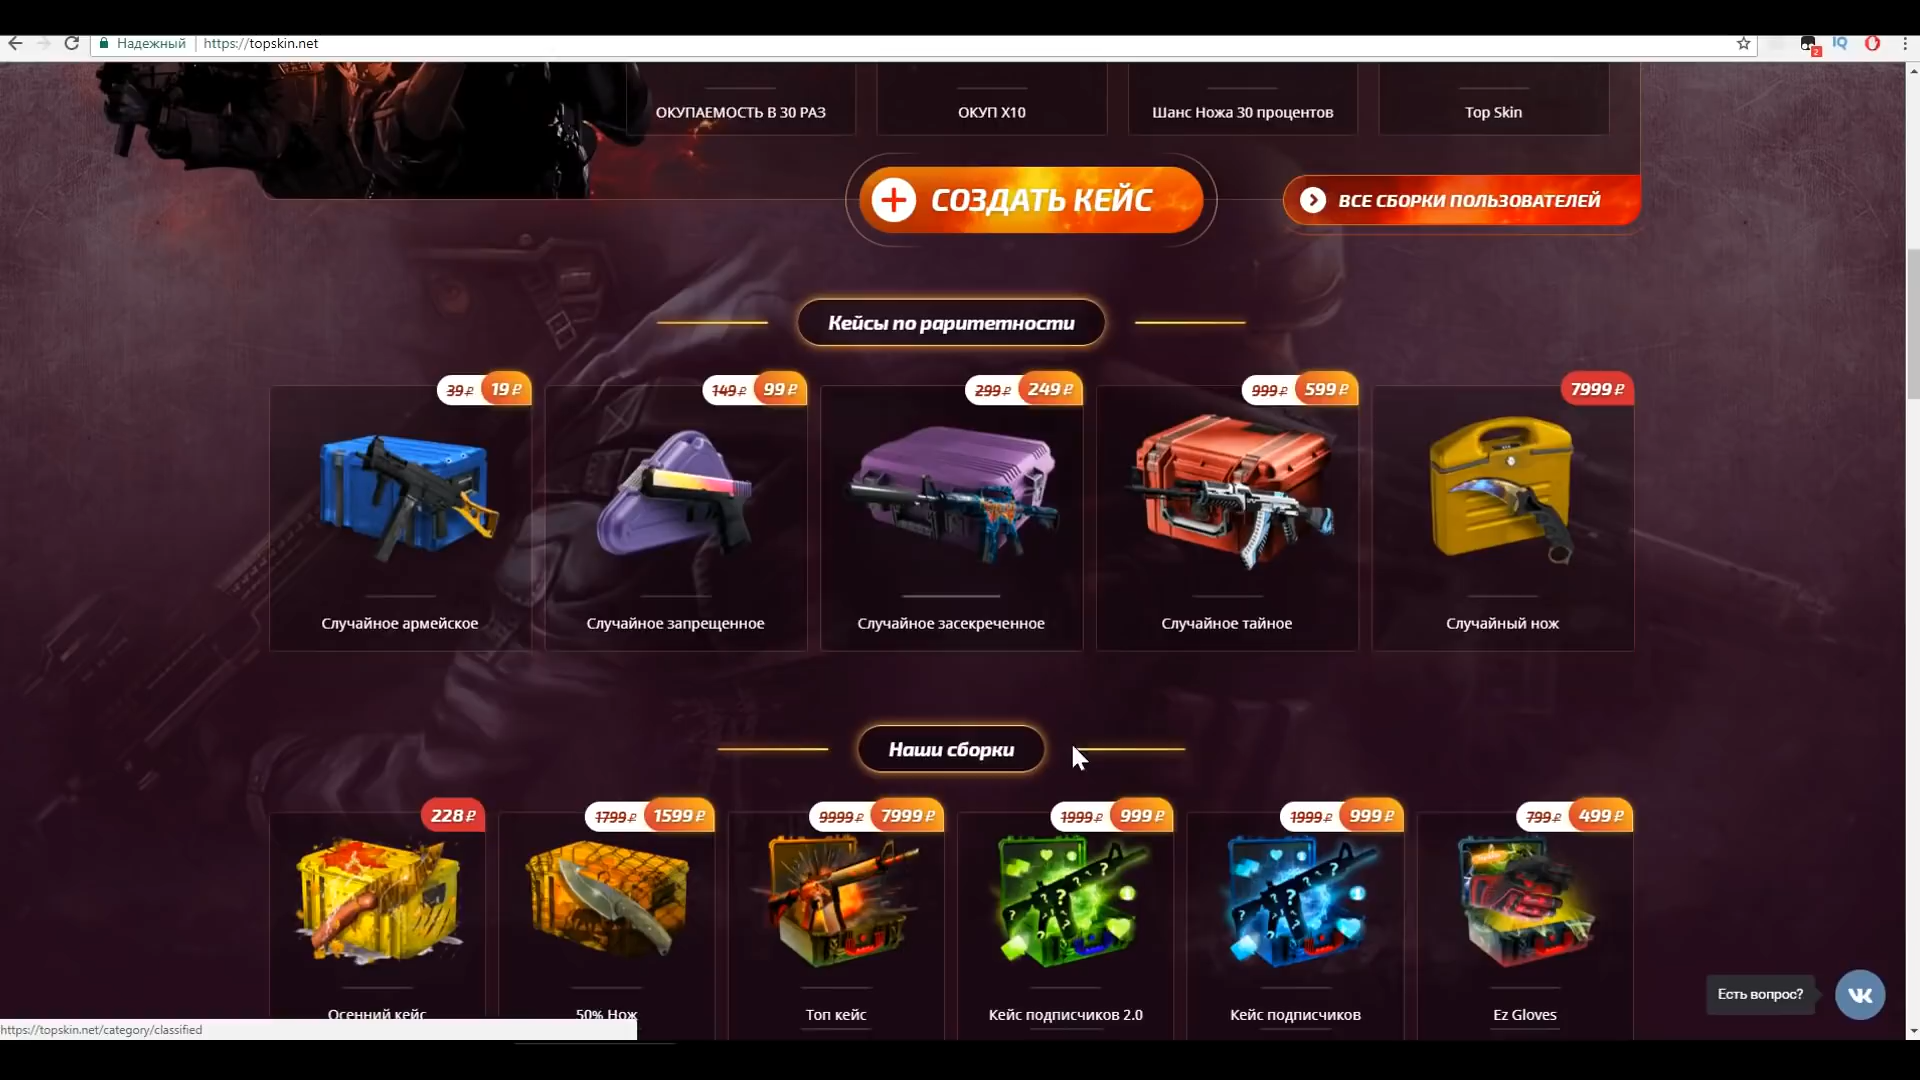 Надежный
https://topskin.net
2
IQ
ОКУПАЕМОСТЬ В 30 РАЗ
ОКУП Х10
Шанс Ножа 30 процентов
Top Skin
СОЗДАТЬ КЕЙС
ВСЕ СБОРКИ ПОЛЬЗОВАТЕЛЕЙ
Кейсы по раритетности
39 ₽ 19 ₽
149 ₽ 99 ₽
299 ₽ 249 ₽
999 ₽ 599 ₽
7999 ₽
Случайное армейское
Случайное запрещенное
Случайное засекреченное
Случайное тайное
Случайный нож
Наши сборки
228 ₽
1799 ₽ 1599 ₽
9999 ₽ 7999 ₽
1999 ₽ 999 ₽
1999 ₽ 999 ₽
799 ₽ 499 ₽
Осенний кейс
50% Нож
Топ кейс
Кейс подписчиков 2.0
Кейс подписчиков
Ez Gloves
Есть вопрос?
https://topskin.net/category/classified